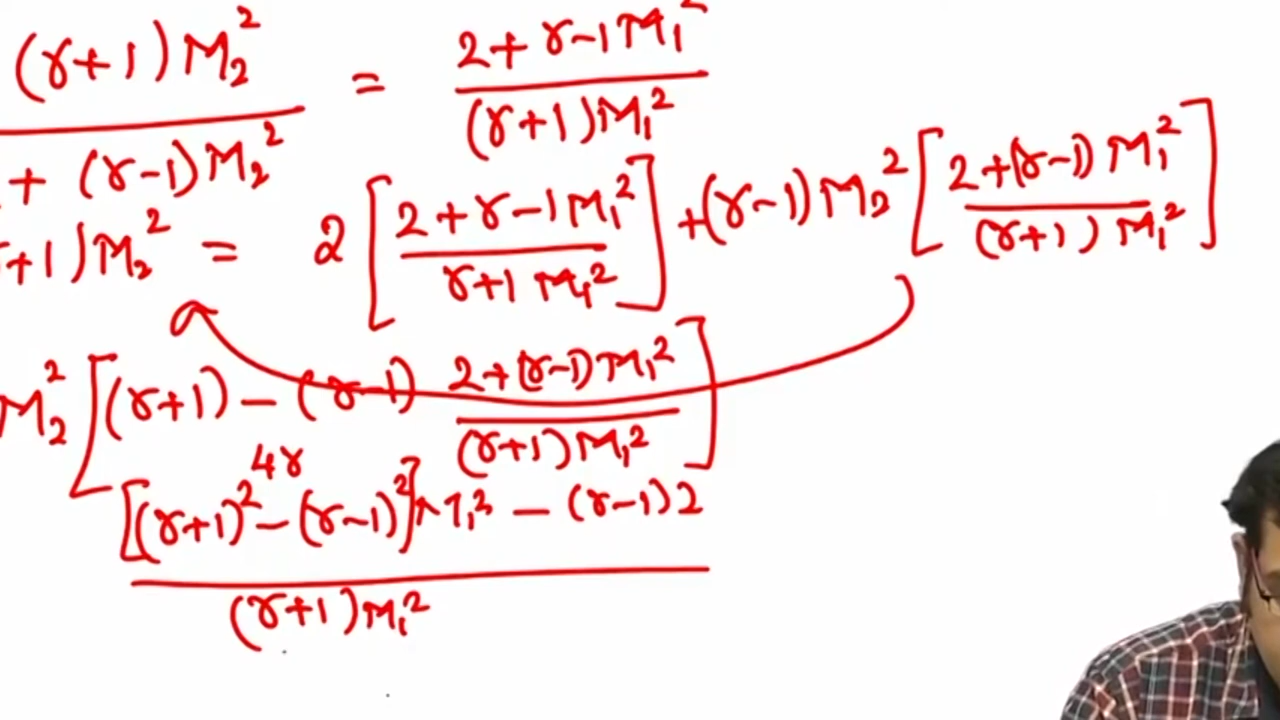 (γ+1)M₂² / + (γ-1)M₂² = 2+γ-1M₁² / (γ+1)M₁²
+1)M₂² = 2[2+γ-1M₁² / γ+1 M₁²] + (γ-1)M₂² [2+(γ-1)M₁² / (γ+1)M₁²]
M₂² [(γ+1) - (γ-1) 2+(γ-1)M₁² / (γ+1)M₁²]
4γ
[(γ+1)² - (γ-1)²]M₁² - (γ-1)2 / (γ+1)M₁²